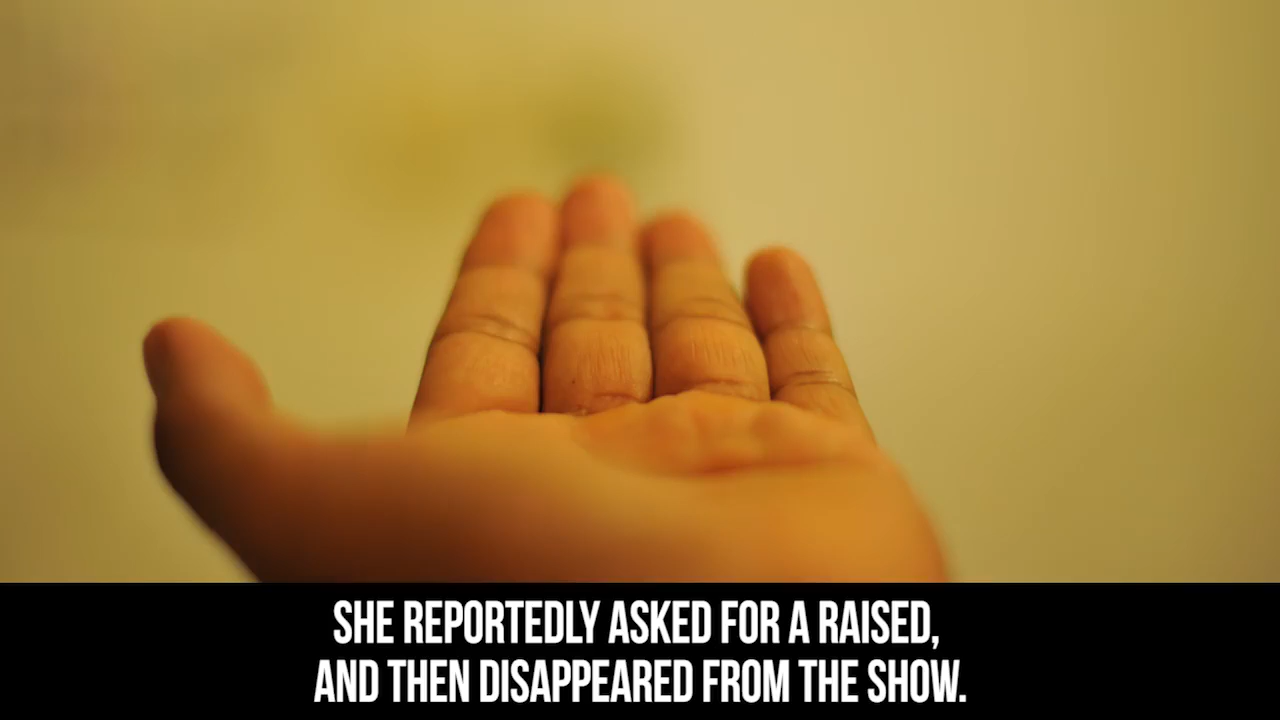 SHE REPORTEDLY ASKED FOR A RAISED,
AND THEN DISAPPEARED FROM THE SHOW.